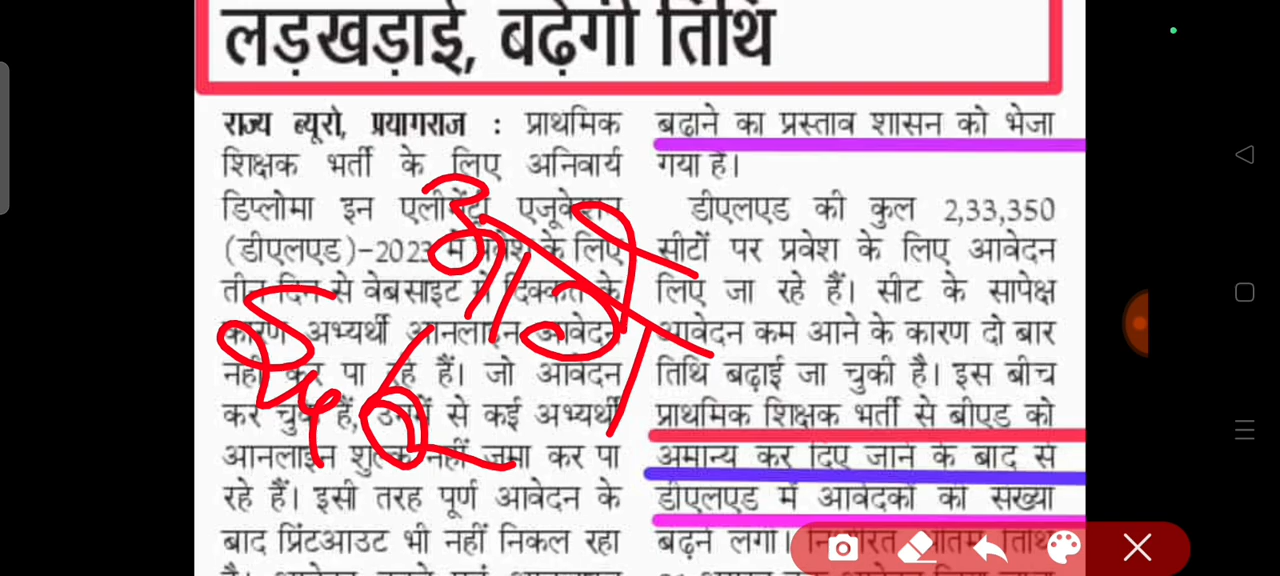 लड़खड़ाई, बढ़ेगी तिथि
राज्य ब्यूरो, प्रयागराज : प्राथमिक
शिक्षक भर्ती के लिए अनिवार्य
डिप्लोमा इन एलीमेंट्री एजूकेशन
(डीएलएड)-2023 में प्रवेश के लिए
तीन दिन से वेबसाइट में दिक्कत के
कारण अभ्यर्थी आनलाइन आवेदन
नहीं कर पा रहे हैं। जो आवेदन
कर चुके हैं, उनमें से कई अभ्यर्थी
आनलाइन शुल्क नहीं जमा कर पा
रहे हैं। इसी तरह पूर्ण आवेदन के
बाद प्रिंटआउट भी नहीं निकल रहा
बढ़ाने का प्रस्ताव शासन को भेजा
गया है।
डीएलएड की कुल 2,33,350
सीटों पर प्रवेश के लिए आवेदन
लिए जा रहे हैं। सीट के सापेक्ष
आवेदन कम आने के कारण दो बार
तिथि बढ़ाई जा चुकी है। इस बीच
प्राथमिक शिक्षक भर्ती से बीएड को
अमान्य कर दिए जाने के बाद से
डीएलएड में आवेदकों की संख्या
बढ़ने लगी। निर्धारित अंतिम तिथि